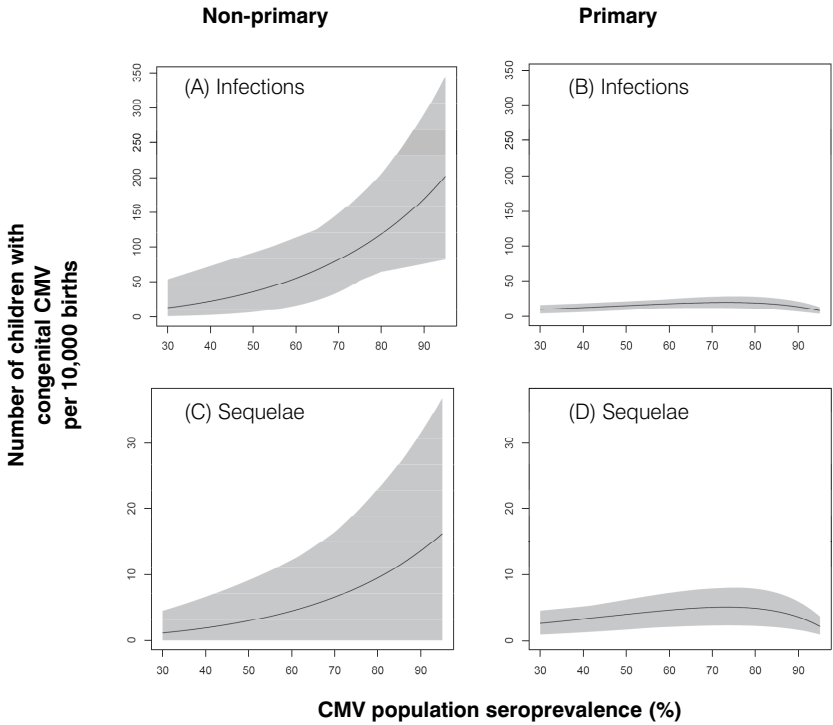 Non-primary
Primary
Number of children with
congenital CMV
per 10,000 births
(A) Infections
350
300
250
200
150
100
50
0
30 40 50 60 70 80 90
(B) Infections
350
300
250
200
150
100
50
0
30 40 50 60 70 80 90
(C) Sequelae
30
20
10
0
30 40 50 60 70 80 90
(D) Sequelae
30
20
10
0
30 40 50 60 70 80 90
CMV population seroprevalence (%)